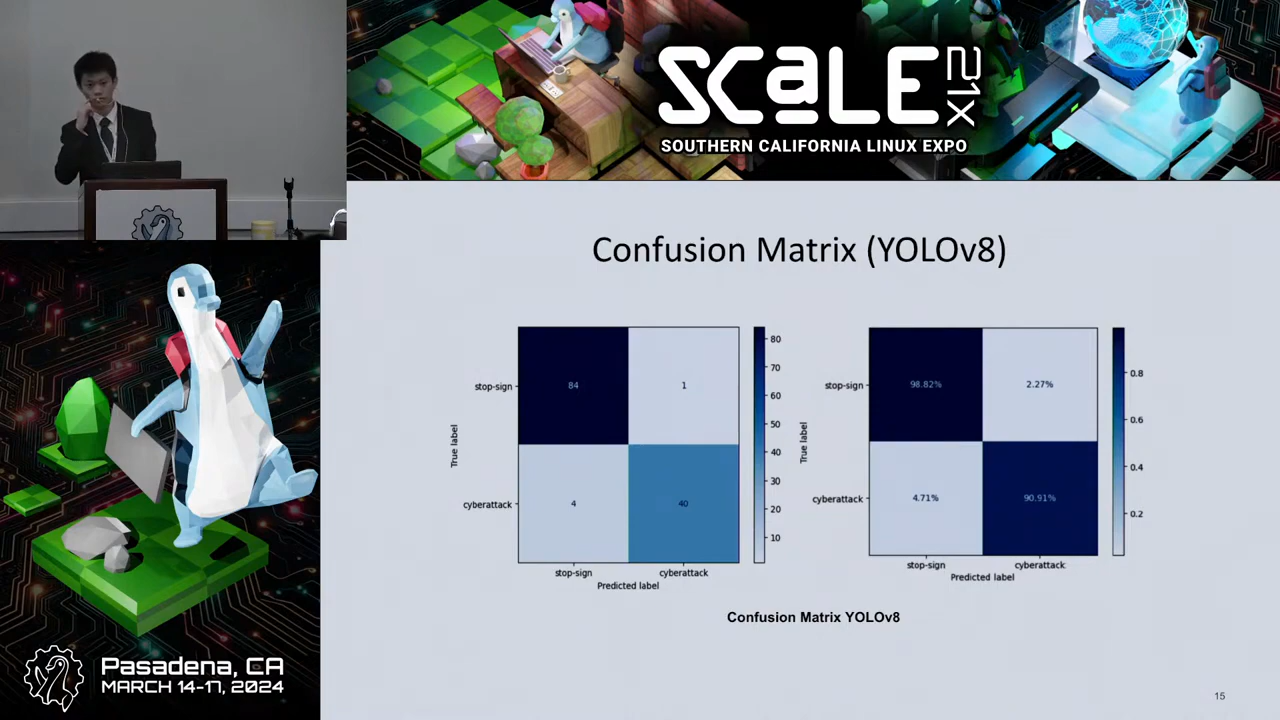 SCaLE 21X
SOUTHERN CALIFORNIA LINUX EXPO
Confusion Matrix (YOLOv8)
True label
stop-sign
cyberattack
84
1
4
40
stop-sign
cyberattack
Predicted label
80
70
60
50
40
30
20
10
True label
stop-sign
cyberattack
98.82%
2.27%
4.71%
90.91%
stop-sign
cyberattack
Predicted label
0.8
0.6
0.4
0.2
Confusion Matrix YOLOv8
Pasadena, CA
MARCH 14-17, 2024
15